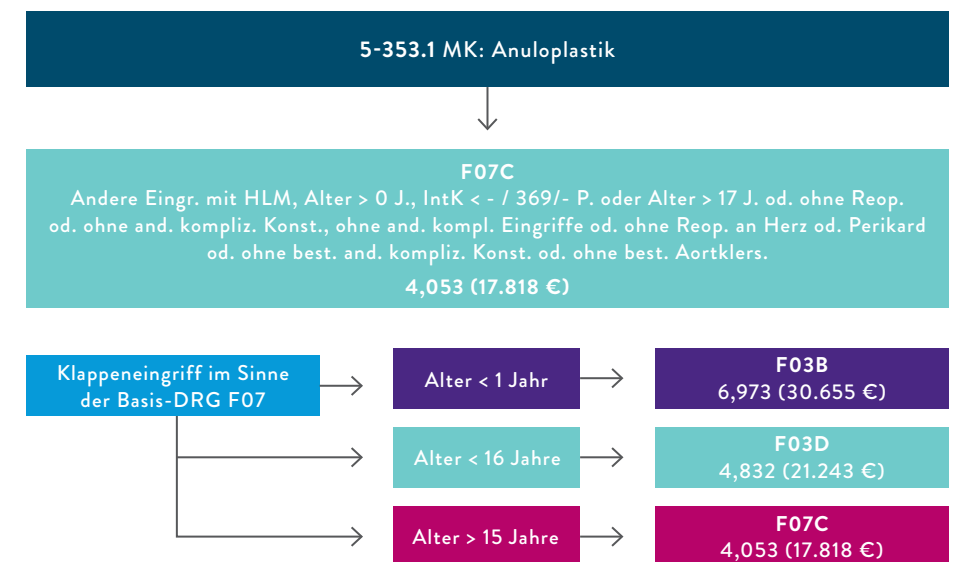 5-353.1 MK: Anuloplastik
F07C
Andere Eingr. mit HLM, Alter > 0 J., IntK < - / 369/- P. oder Alter > 17 J. od. ohne Reop.
od. ohne and. kompliz. Konst., ohne and. kompl. Eingriffe od. ohne Reop. an Herz od. Perikard
od. ohne best. and. kompliz. Konst. od. ohne best. Aortklers.
4,053 (17.818 €)
Klappeneingriff im Sinne
der Basis-DRG F07
Alter < 1 Jahr
F03B
6,973 (30.655 €)
Alter < 16 Jahre
F03D
4,832 (21.243 €)
Alter > 15 Jahre
F07C
4,053 (17.818 €)